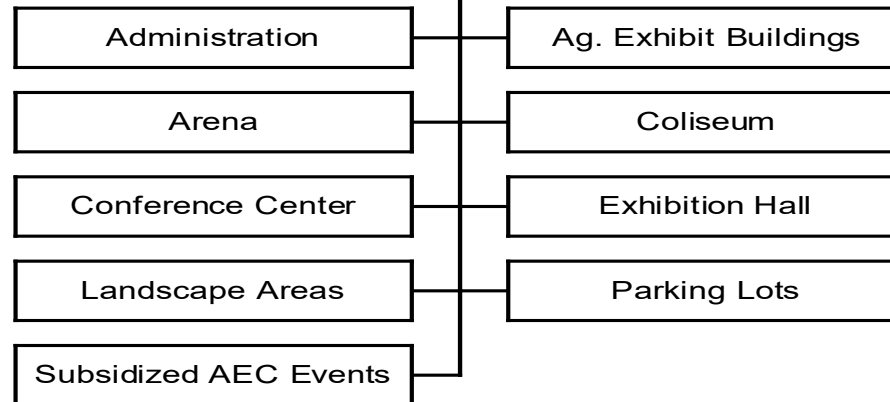 Administration
Ag. Exhibit Buildings
Arena
Coliseum
Conference Center
Exhibition Hall
Landscape Areas
Parking Lots
Subsidized AEC Events